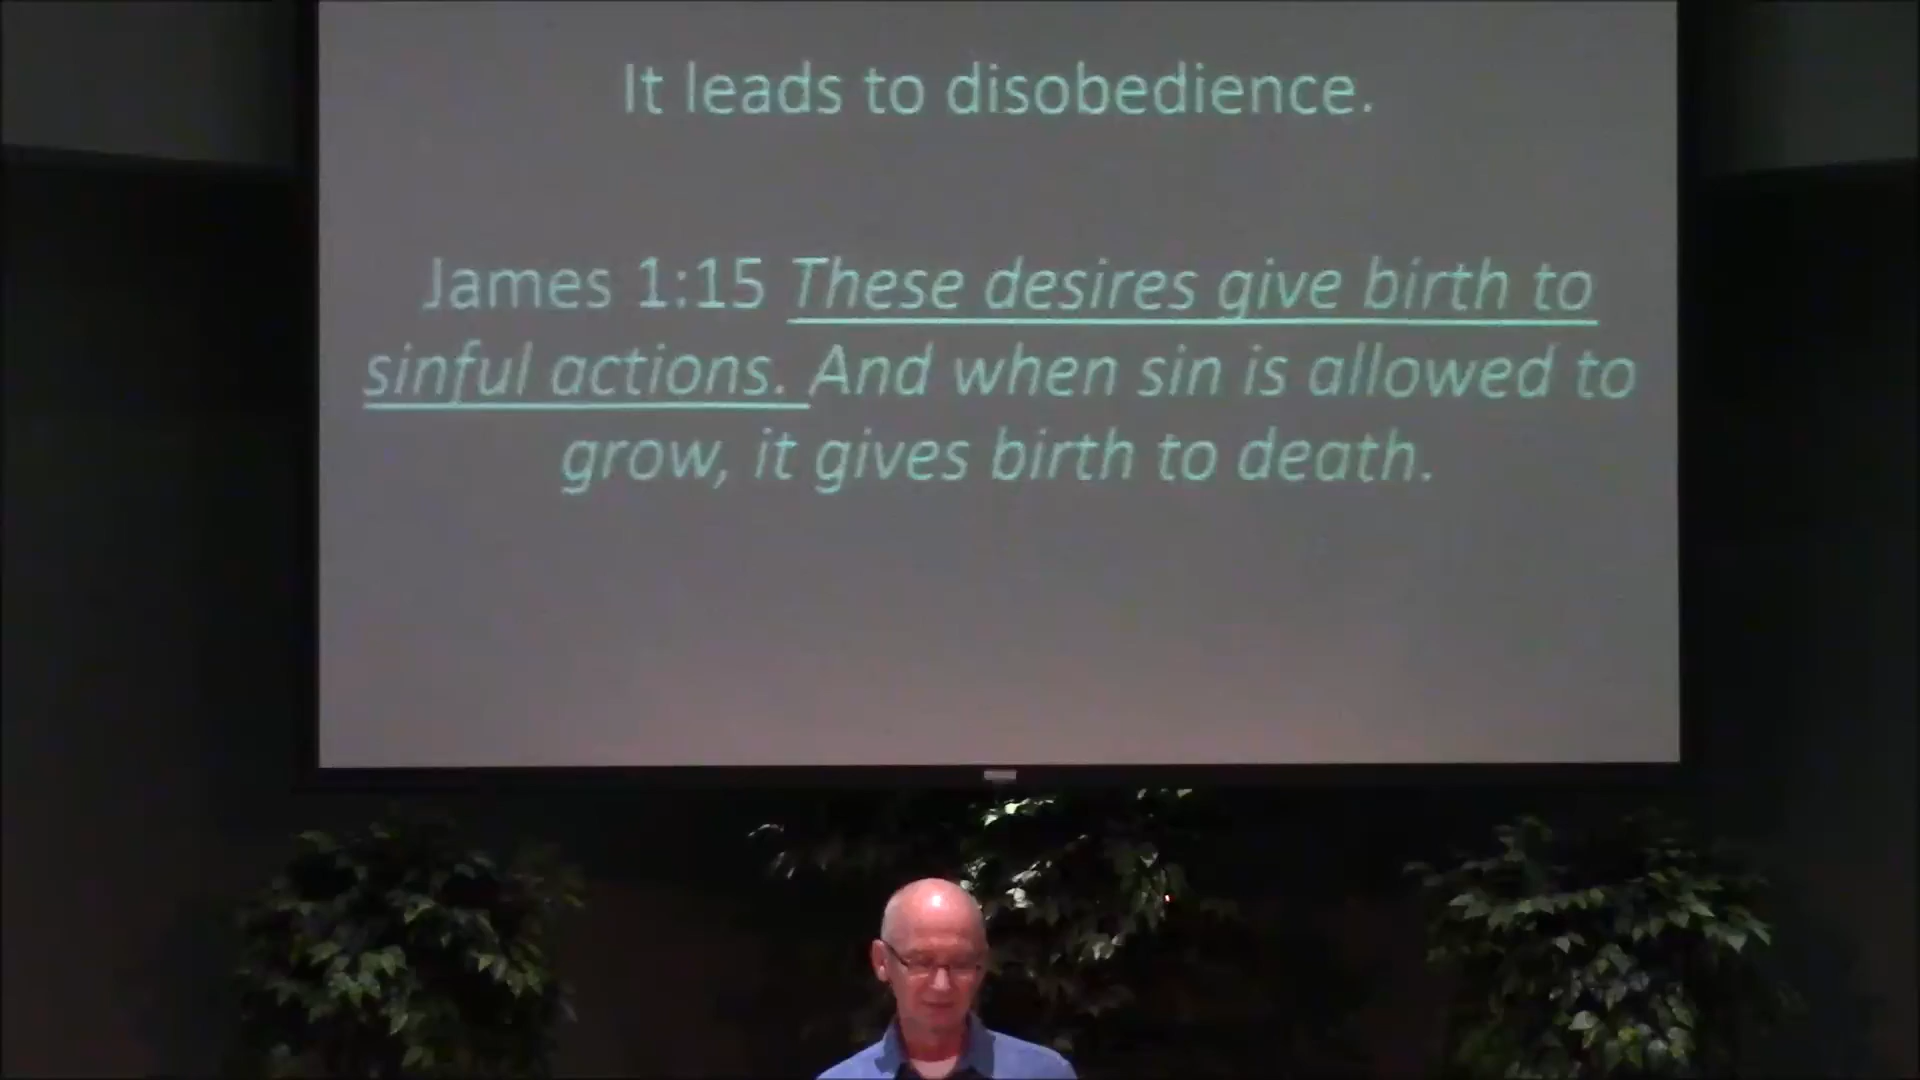 It leads to disobedience.
James 1:15 These desires give birth to
sinful actions. And when sin is allowed to
grow, it gives birth to death.